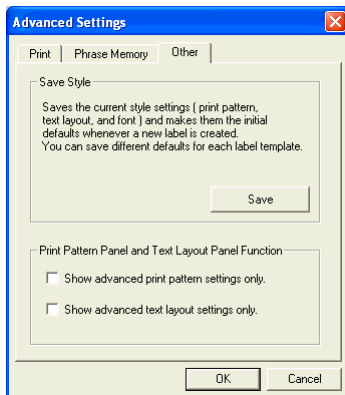 Advanced Settings
Print Phrase Memory Other
Save Style
Saves the current style settings ( print pattern,
text layout, and font ) and makes them the initial
defaults whenever a new label is created.
You can save different defaults for each label template.
Save
Print Pattern Panel and Text Layout Panel Function
Show advanced print pattern settings only.
Show advanced text layout settings only.
OK Cancel